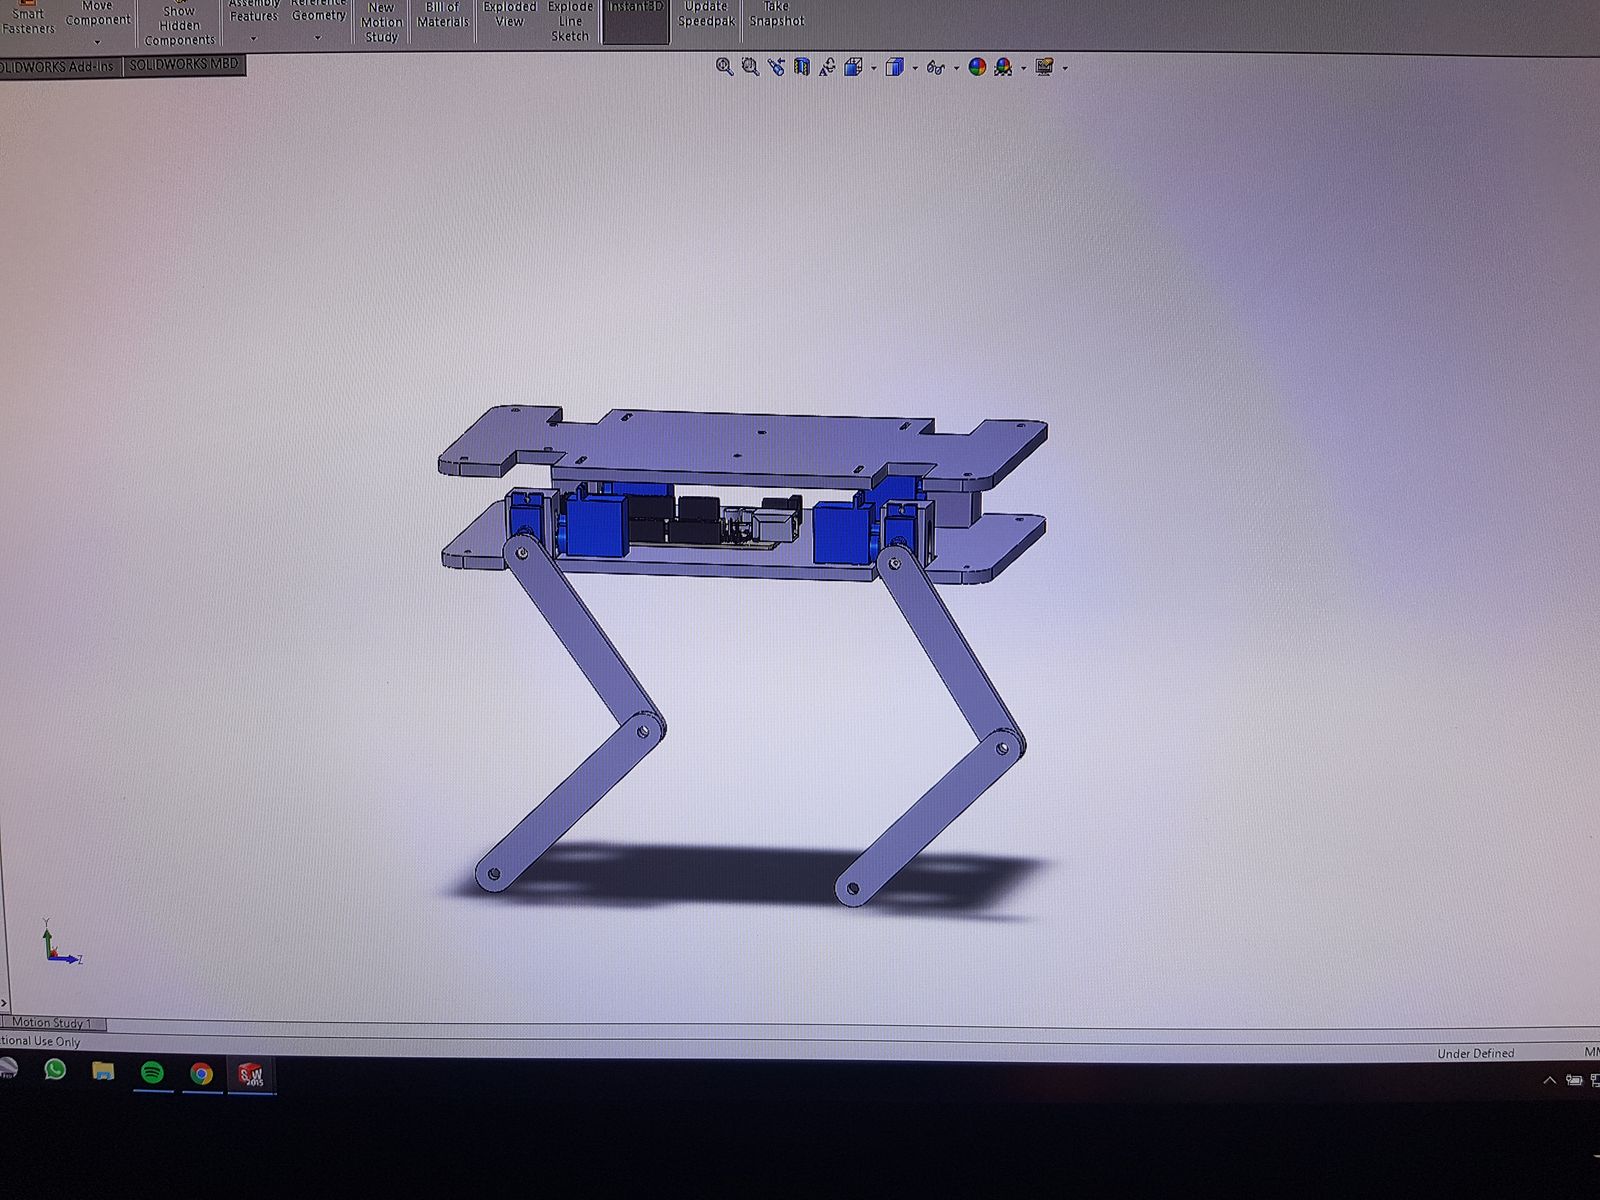 Smart
Fasteners
Move
Component
Show
Hidden
Components
Assembly
Features
Reference
Geometry
New
Motion
Study
Bill of
Materials
Exploded
View
Explode
Line
Sketch
Instant3D
Update
Speedpak
Take
Snapshot
OLIDWORKS Add-Ins
SOLIDWORKS MBD
Y
Z
Motion Study 1
tional Use Only
Under Defined
MM
SW
2015